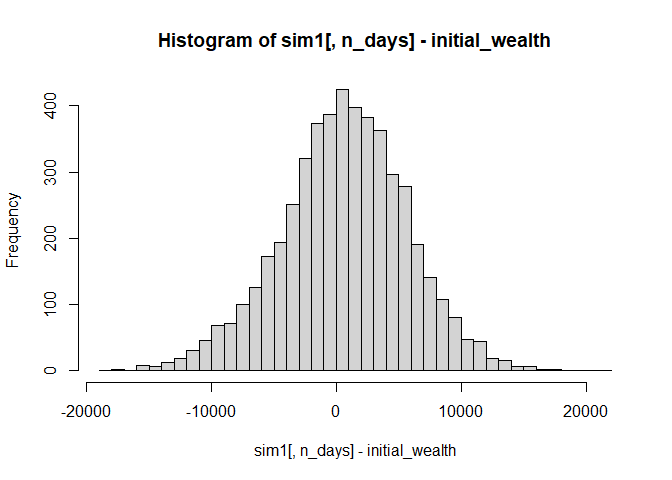 Histogram of sim1[, n_days] - initial_wealth
Frequency
400
300
200
100
0
-20000 -10000 0 10000 20000
sim1[, n_days] - initial_wealth